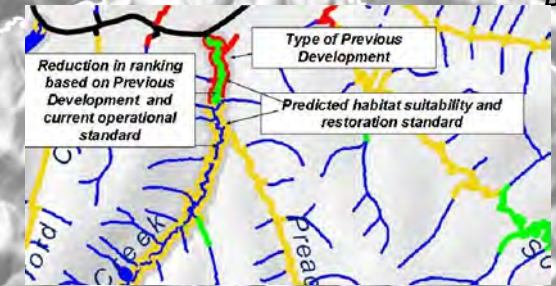 Type of Previous
Development
Reduction in ranking
based on Previous
Development and
current operational
standard
Predicted habitat suitability and
restoration standard
Creek